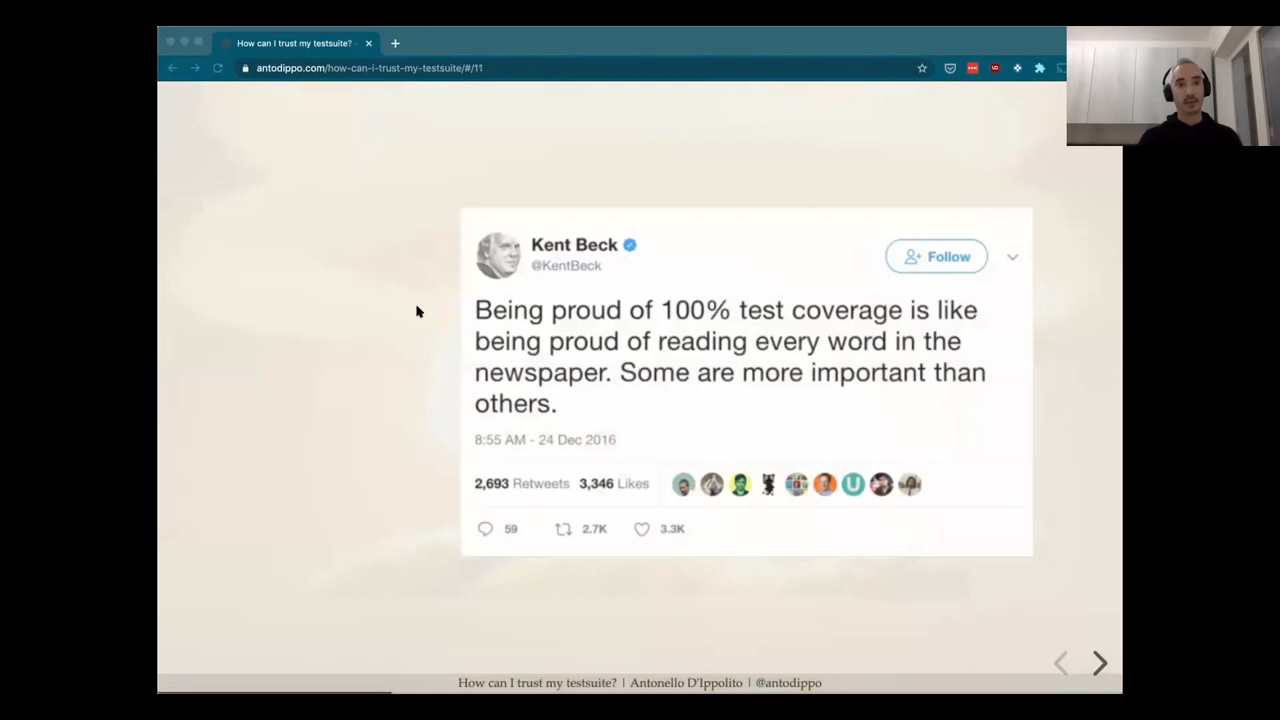 How can I trust my testsuite? -
antodippo.com/how-can-i-trust-my-testsuite/#/11
Kent Beck
@KentBeck
Follow
Being proud of 100% test coverage is like
being proud of reading every word in the
newspaper. Some are more important than
others.
8:55 AM - 24 Dec 2016
2,693 Retweets 3,346 Likes
59 2.7K 3.3K
How can I trust my testsuite? | Antonello D'Ippolito | @antodippo